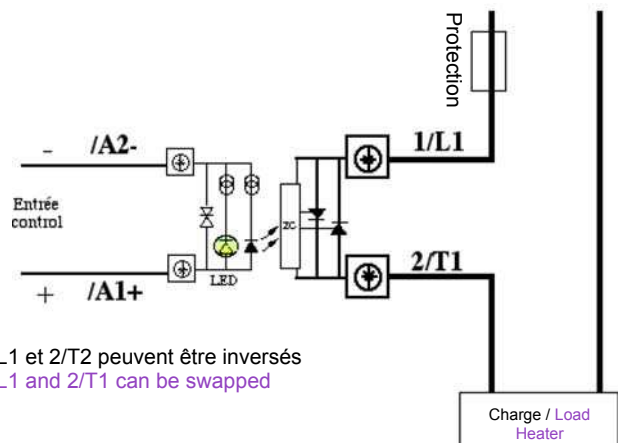 Protection
- /A2-
1/L1
Entrée
control
ZC
LED
+ /A1+
2/T1
L1 et 2/T2 peuvent être inversés
L1 and 2/T1 can be swapped
Charge / Load
Heater